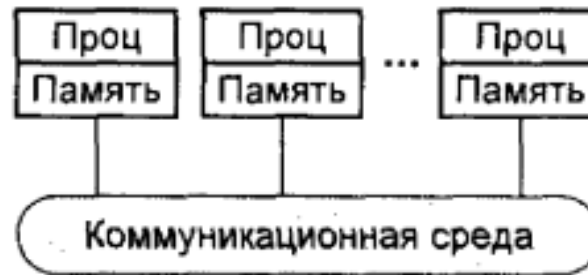 Проц Проц ... Проц
Память Память Память
Коммуникационная среда